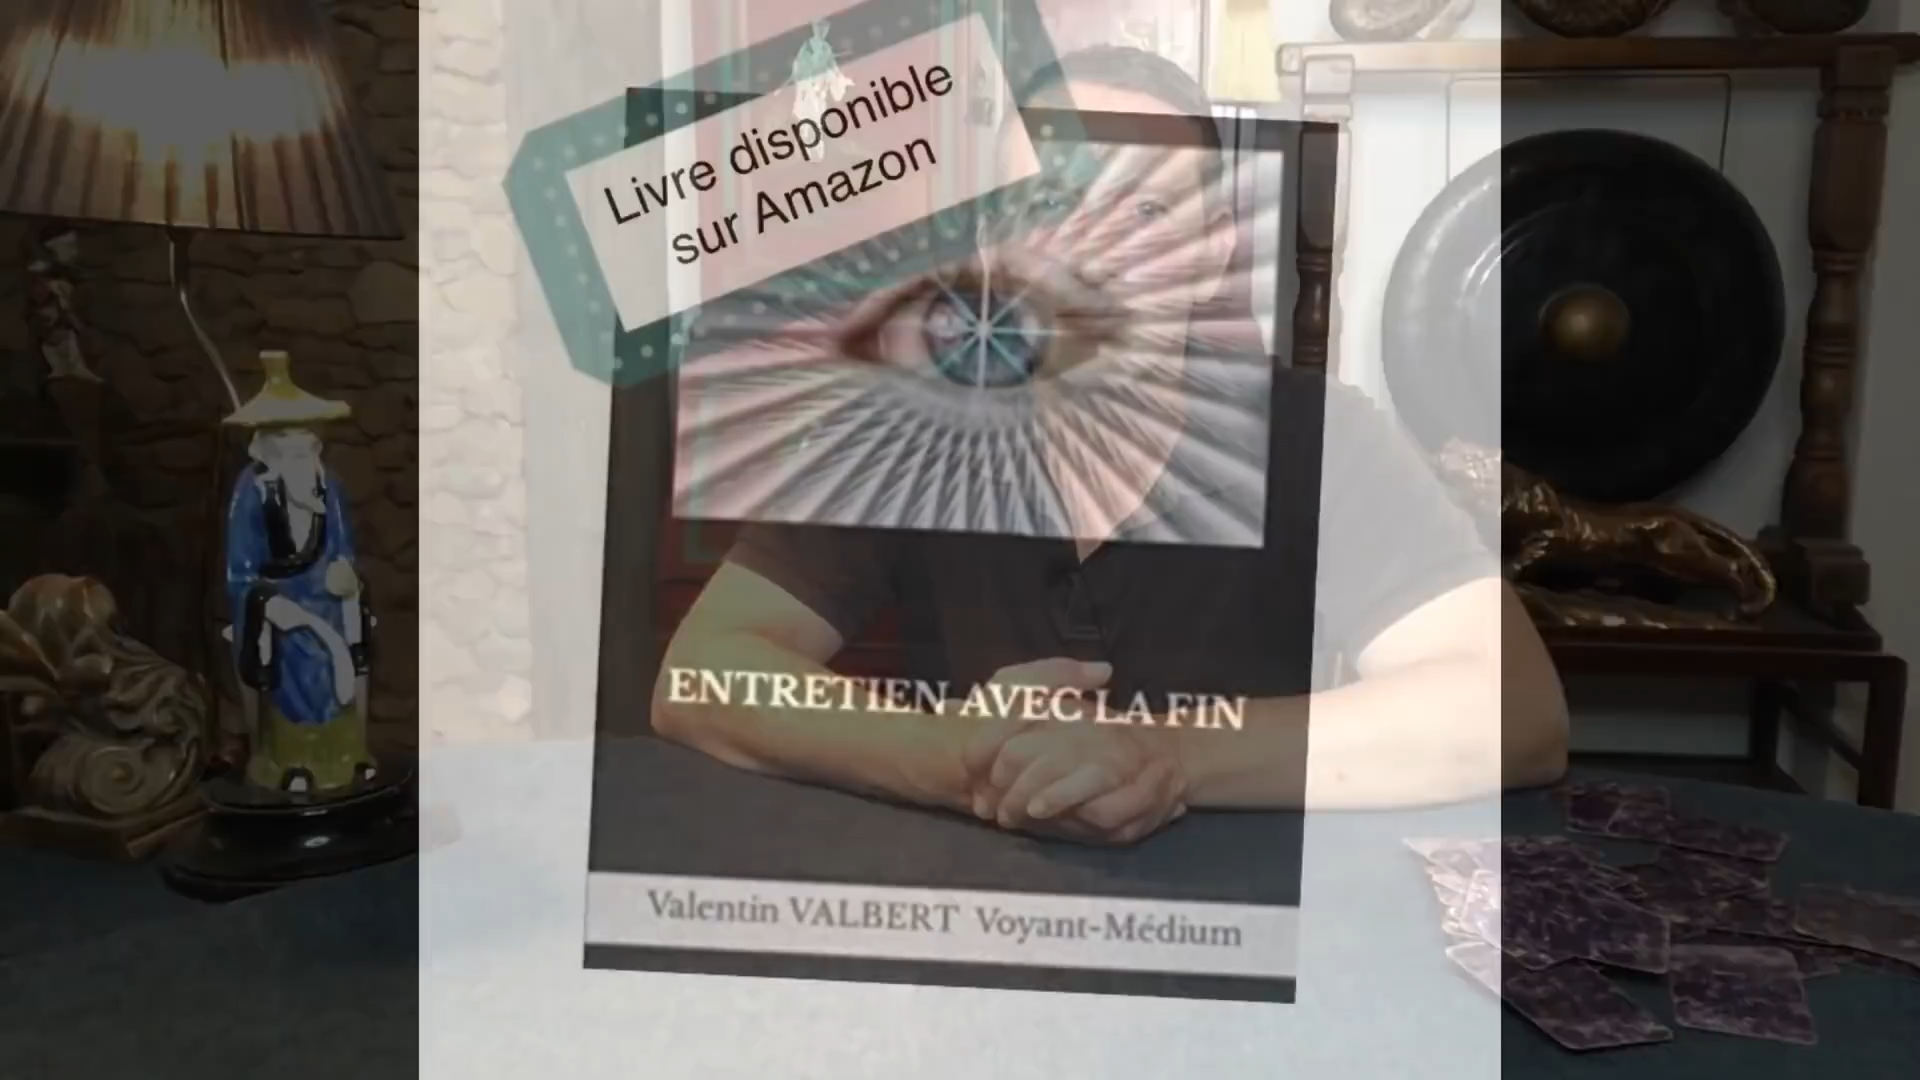 Livre disponible
sur Amazon
ENTRETIEN AVEC LA FIN
Valentin VALBERT Voyant-Médium